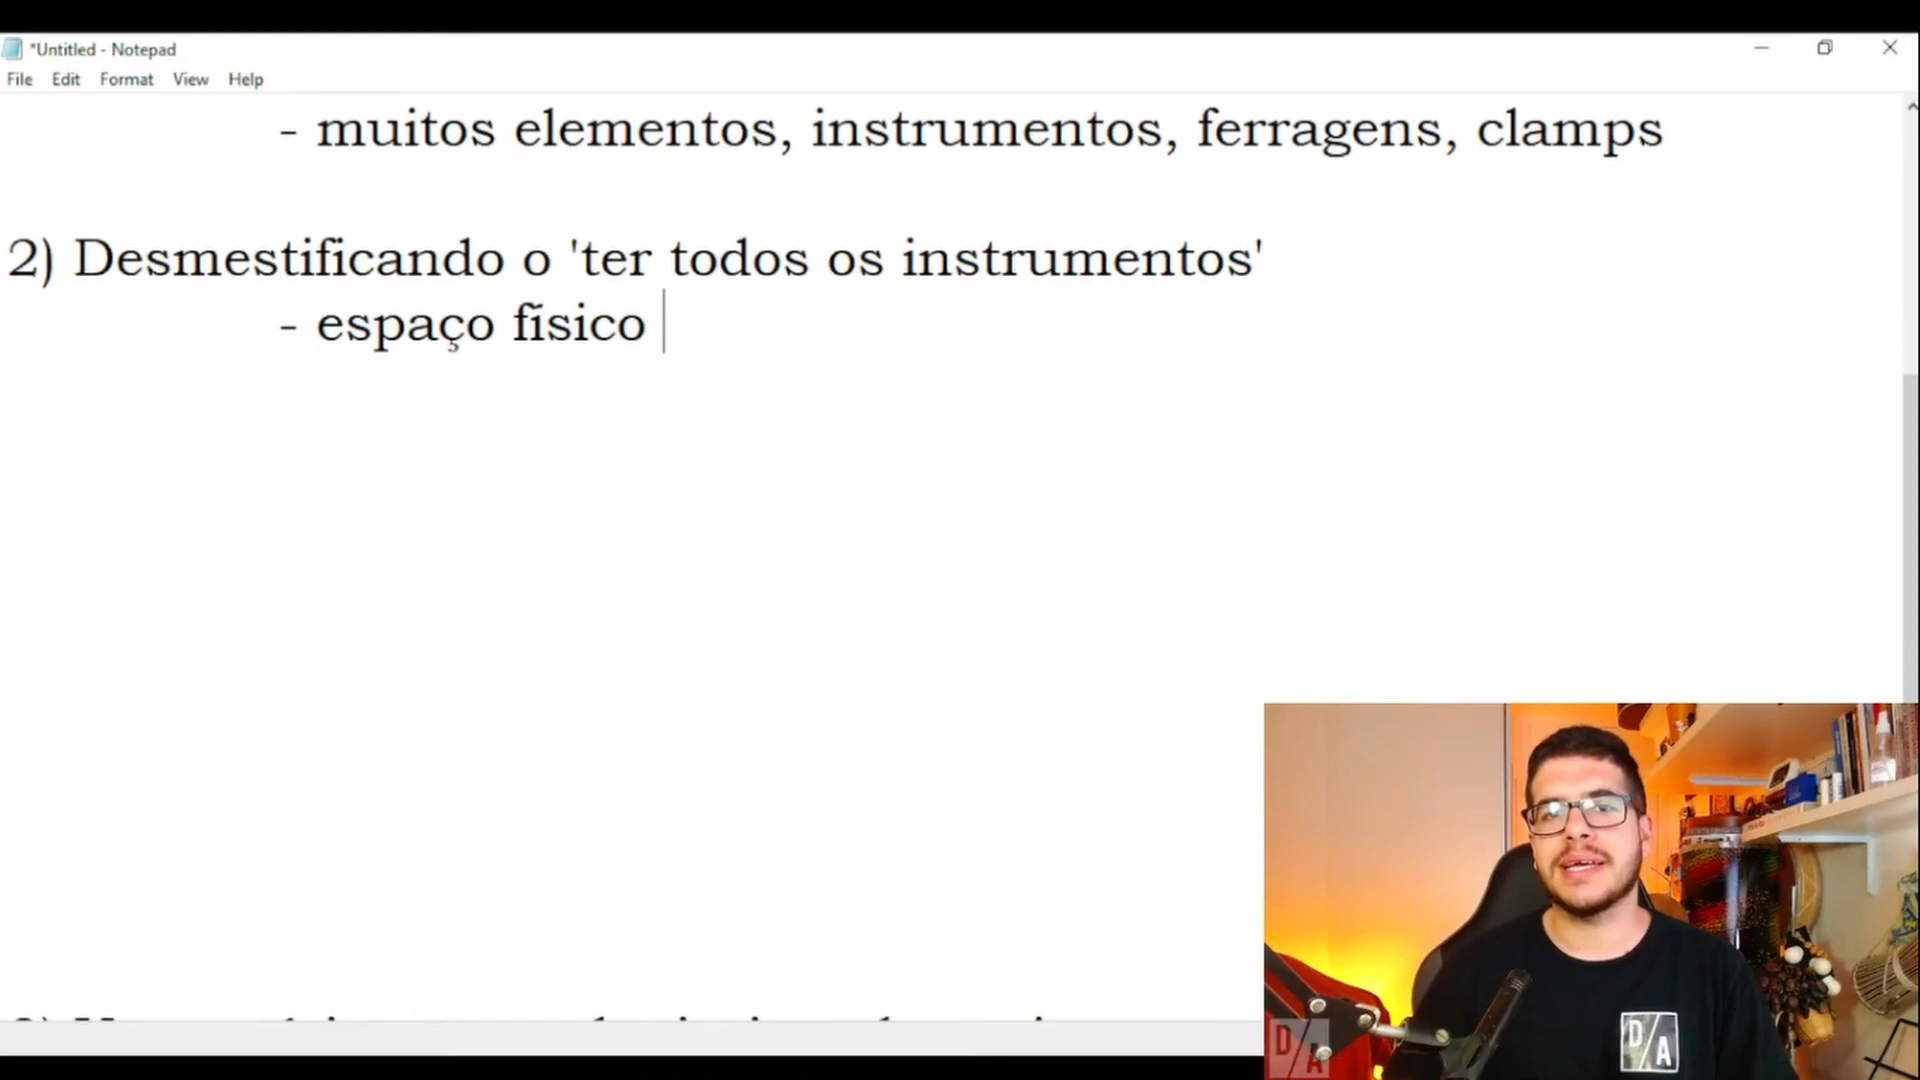 *Untitled - Notepad
File Edit Format View Help
- muitos elementos, instrumentos, ferragens, clamps
2) Desmestificando o 'ter todos os instrumentos'
- espaço físico
D/A
D/A